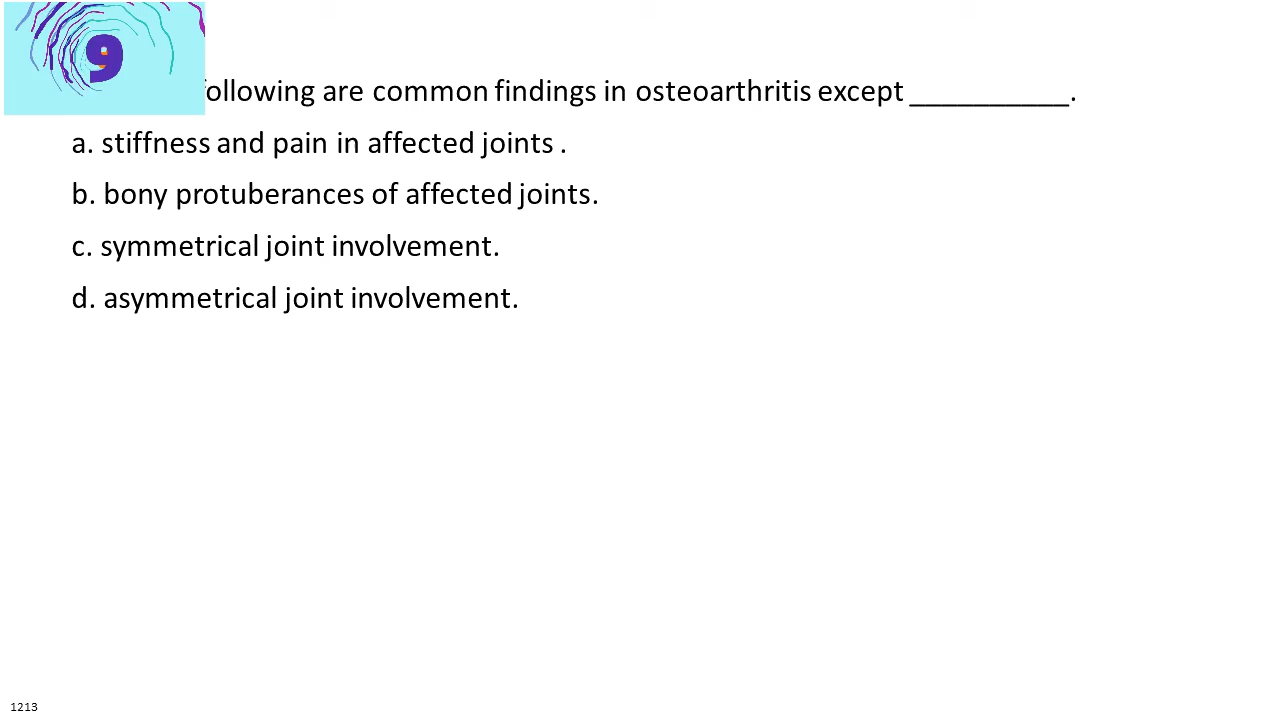 9
following are common findings in osteoarthritis except __________.
a. stiffness and pain in affected joints .
b. bony protuberances of affected joints.
c. symmetrical joint involvement.
d. asymmetrical joint involvement.
1213